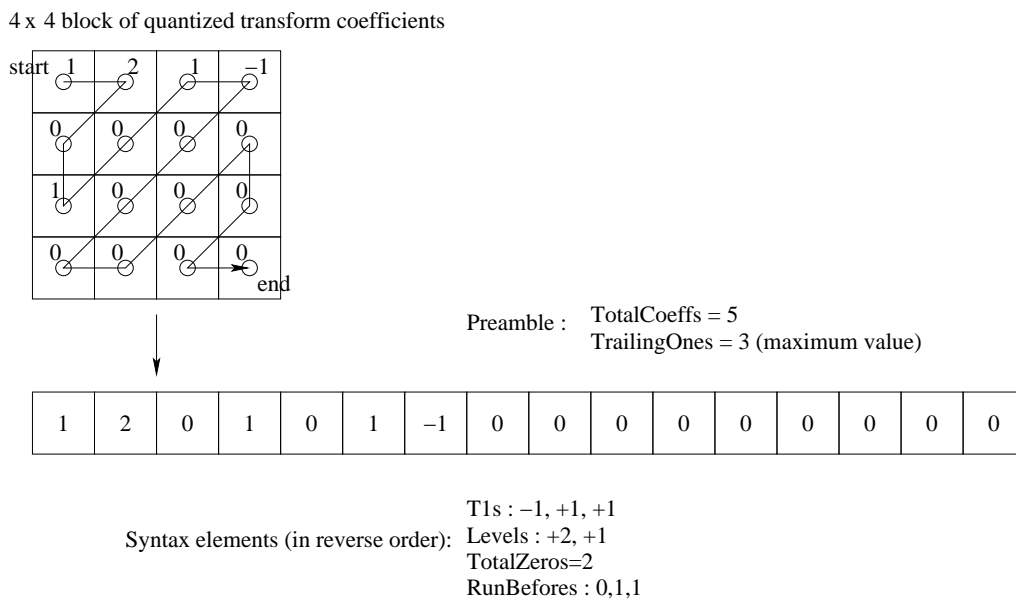 4 x 4 block of quantized transform coefficients
start 1 2 1 −1
0 0 0 0
1 0 0 0
0 0 0 0
end
Preamble : TotalCoeffs = 5
TrailingOnes = 3 (maximum value)
1 2 0 1 0 1 −1 0 0 0 0 0 0 0 0 0
Syntax elements (in reverse order): T1s : −1, +1, +1
Levels : +2, +1
TotalZeros=2
RunBefores : 0,1,1